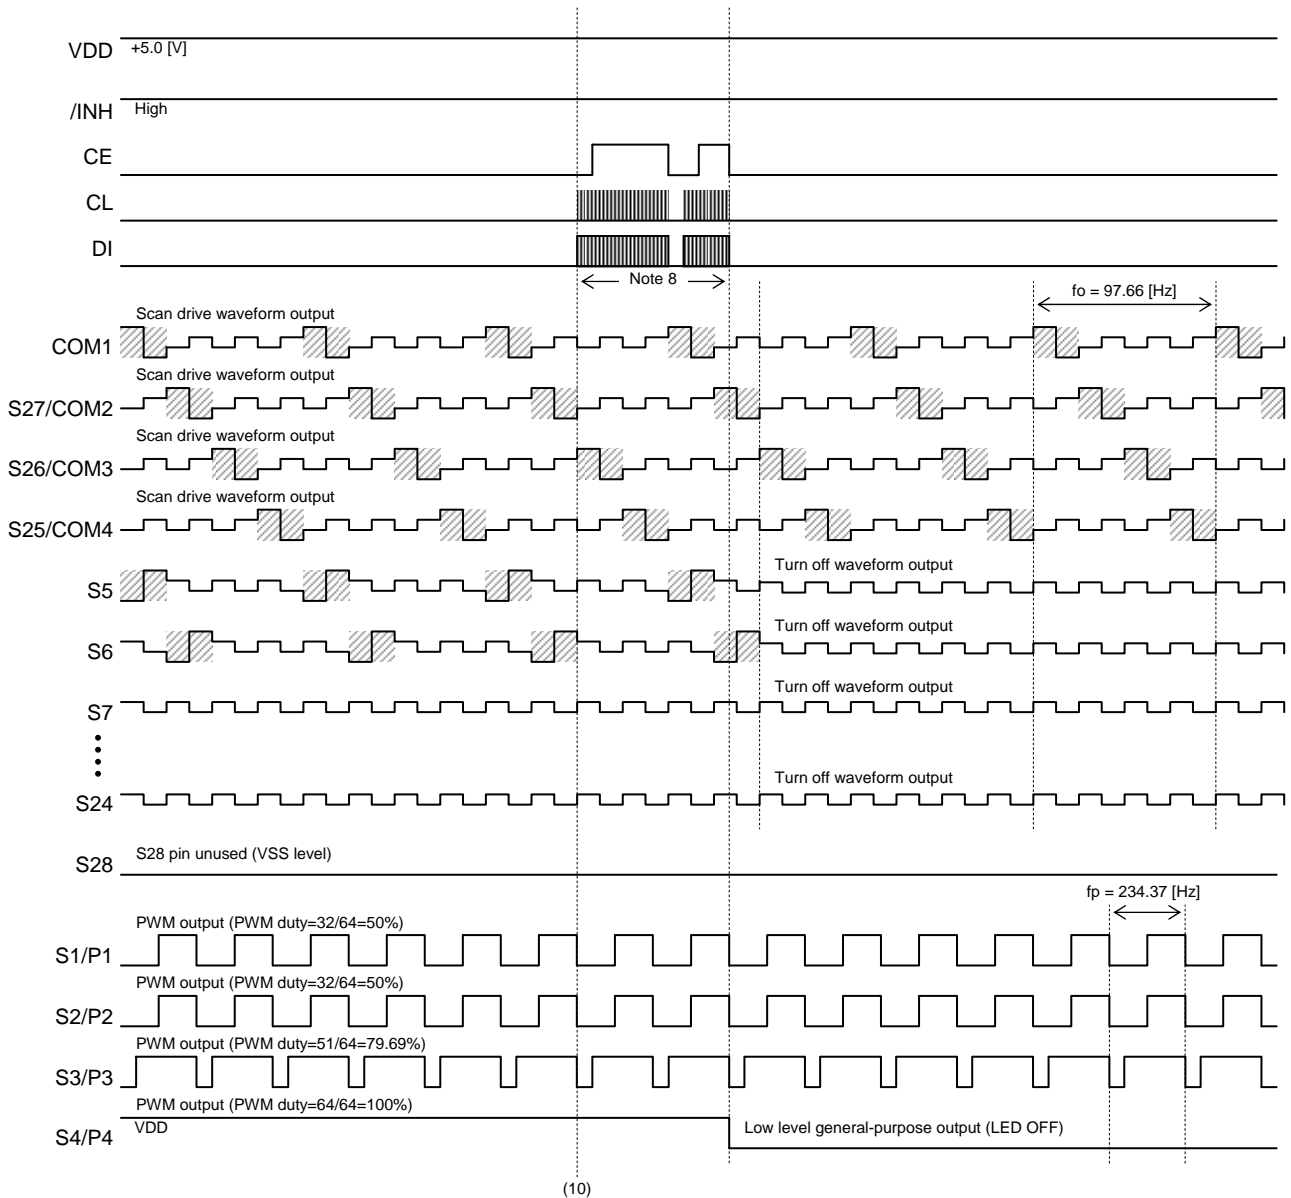 VDD +5.0 [V]
/INH High
CE
CL
DI
Note 8
fo = 97.66 [Hz]
Scan drive waveform output
COM1
Scan drive waveform output
S27/COM2
Scan drive waveform output
S26/COM3
Scan drive waveform output
S25/COM4
Turn off waveform output
S5
Turn off waveform output
S6
Turn off waveform output
S7
Turn off waveform output
S24
S28 pin unused (VSS level)
S28
fp = 234.37 [Hz]
PWM output (PWM duty=32/64=50%)
S1/P1
PWM output (PWM duty=32/64=50%)
S2/P2
PWM output (PWM duty=51/64=79.69%)
S3/P3
PWM output (PWM duty=64/64=100%)
S4/P4 VDD Low level general-purpose output (LED OFF)
(10)